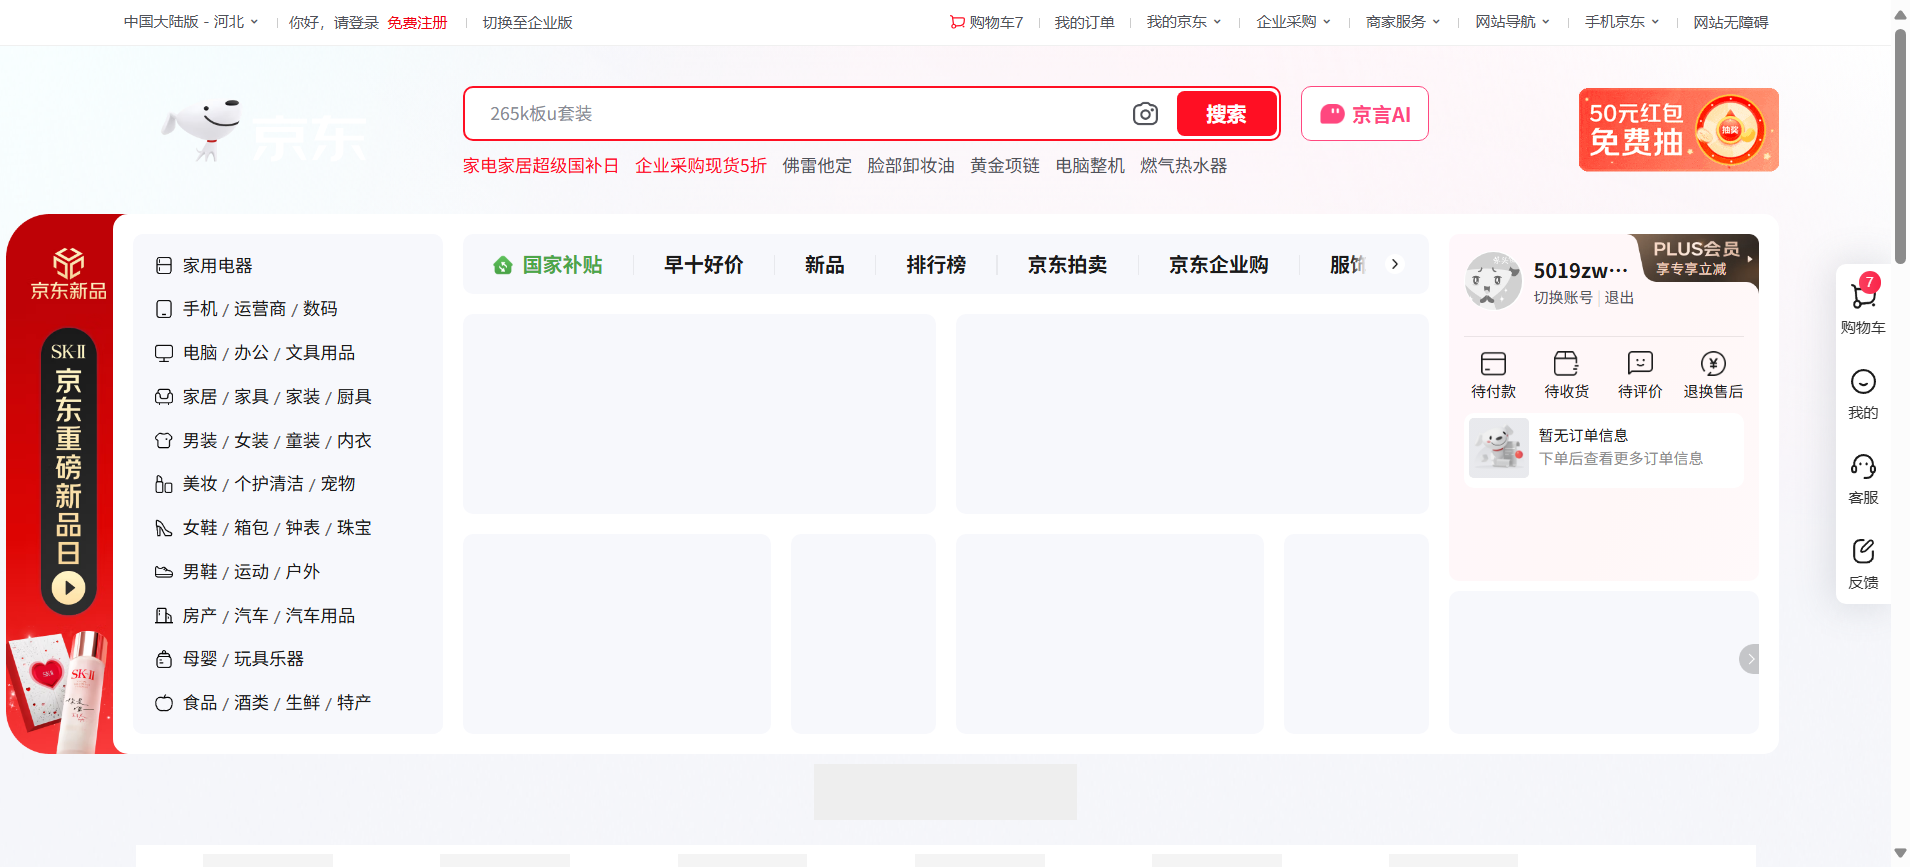 中国大陆版 - 河北
你好，请登录 免费注册
切换至企业版
购物车7
我的订单
我的京东
企业采购
商家服务
网站导航
手机京东
网站无障碍
京东
265k板u套装
搜索
京言AI
50元红包
免费抽
抽奖
家电家居超级国补日 企业采购现货5折 佛雷他定 脸部卸妆油 黄金项链 电脑整机 燃气热水器
京东新品
SK-II
京东重磅新品日
SK-II
家用电器
手机 / 运营商 / 数码
电脑 / 办公 / 文具用品
家居 / 家具 / 家装 / 厨具
男装 / 女装 / 童装 / 内衣
美妆 / 个护清洁 / 宠物
女鞋 / 箱包 / 钟表 / 珠宝
男鞋 / 运动 / 户外
房产 / 汽车 / 汽车用品
母婴 / 玩具乐器
食品 / 酒类 / 生鲜 / 特产
国家补贴
早十好价
新品
排行榜
京东拍卖
京东企业购
服饰
5019zw···
切换账号 | 退出
PLUS会员
享专享立减
待付款
待收货
待评价
退换售后
暂无订单信息
下单后查看更多订单信息
7
购物车
我的
客服
反馈